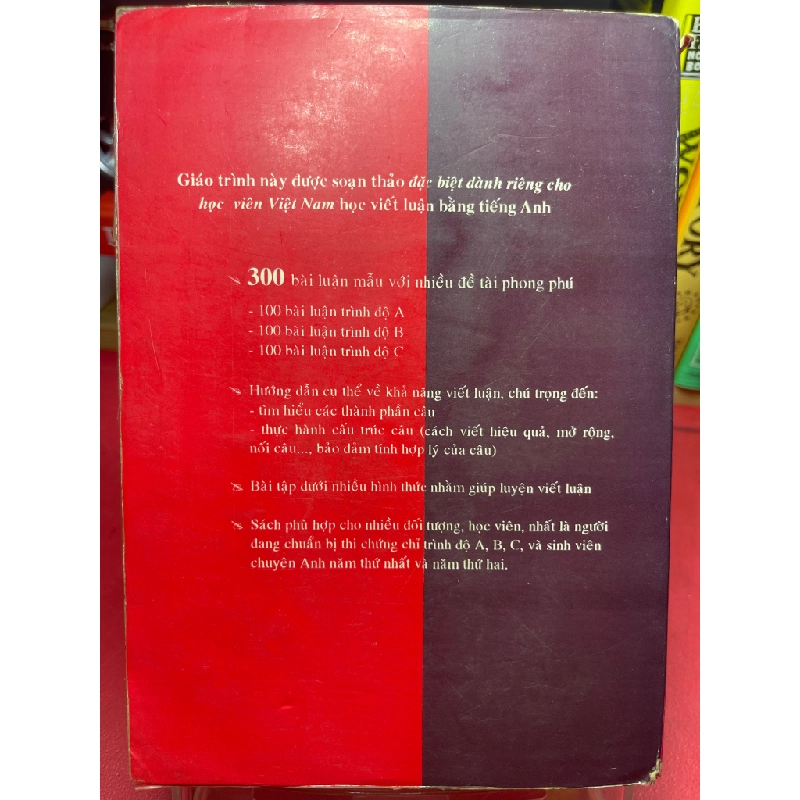 Giáo trình này được soạn thảo đặc biệt dành riêng cho
học viên Việt Nam học viết luận bằng tiếng Anh
300 bài luận mẫu với nhiều đề tài phong phú
- 100 bài luận trình độ A
- 100 bài luận trình độ B
- 100 bài luận trình độ C
Hướng dẫn cụ thể về khả năng viết luận, chú trọng đến:
- tìm hiểu các thành phần câu
- thực hành cấu trúc câu (cách viết hiệu quả, mở rộng,
nối câu..., bảo đảm tính hợp lý của câu)
Bài tập dưới nhiều hình thức nhằm giúp luyện viết luận
Sách phù hợp cho nhiều đối tượng, học viên, nhất là người
đang chuẩn bị thi chứng chỉ trình độ A, B, C, và sinh viên
chuyên Anh năm thứ nhất và năm thứ hai.